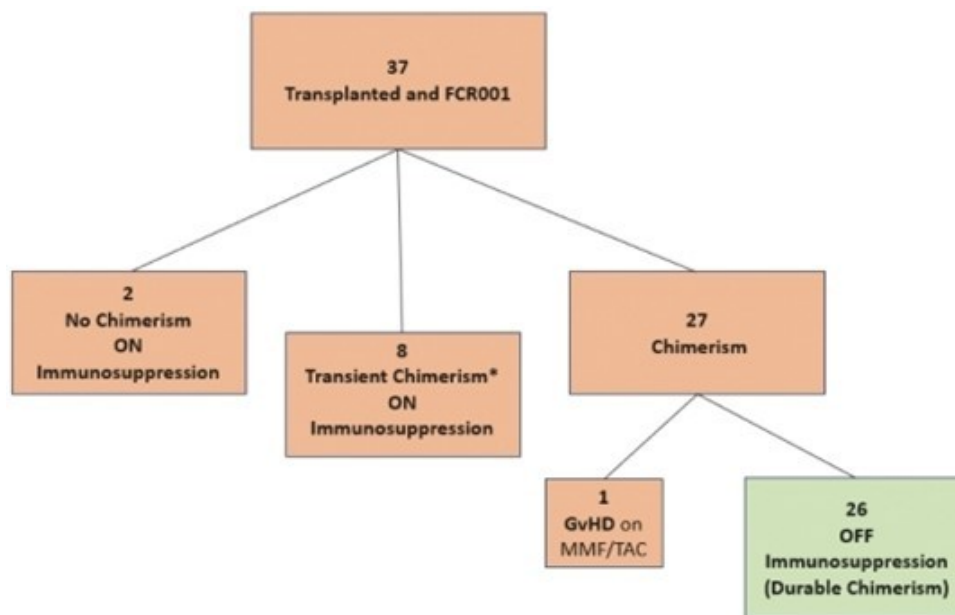 37
Transplanted and FCR001
2
No Chimerism
ON
Immunosuppression
8
Transient Chimerism*
ON
Immunosuppression
27
Chimerism
1
GvHD on
MMF/TAC
26
OFF
Immunosuppression
(Durable Chimerism)